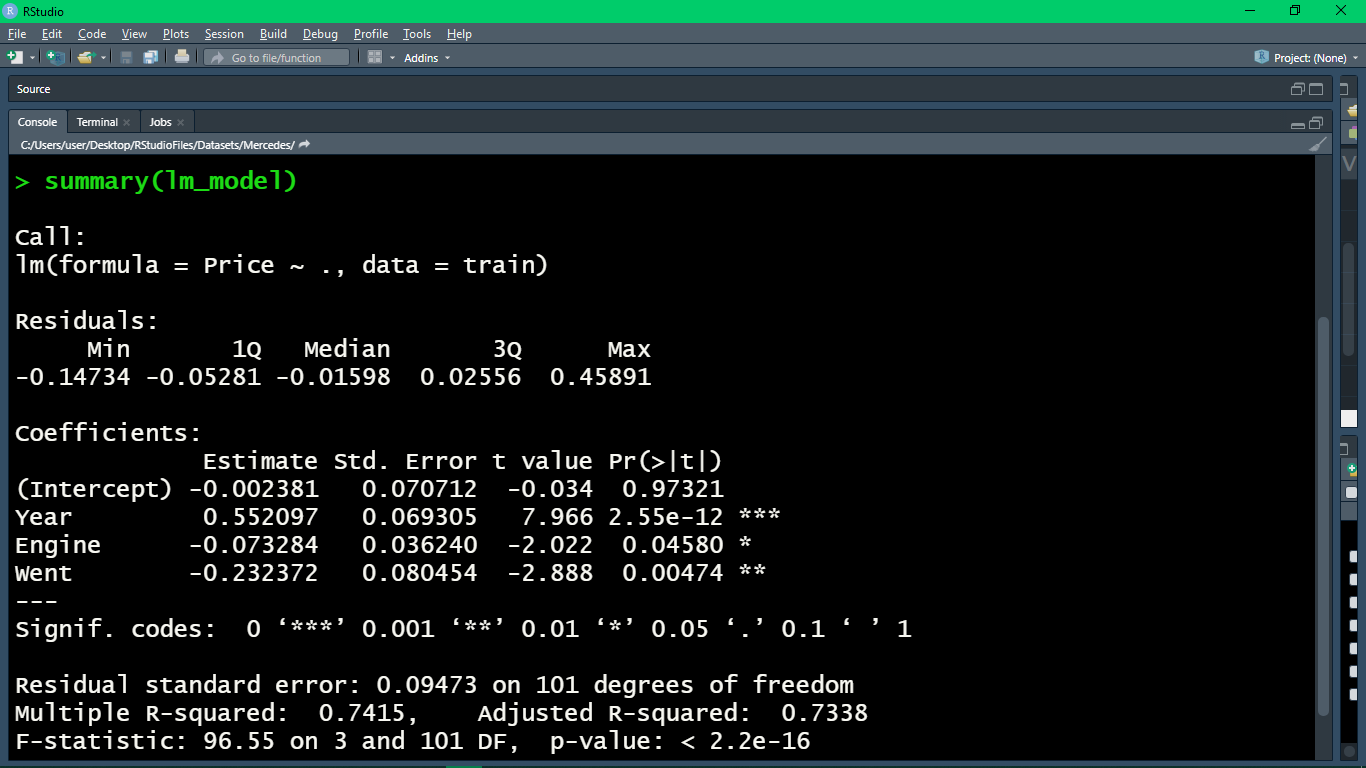 RStudio
File Edit Code View Plots Session Build Debug Profile Tools Help
Go to file/function Addins Project: (None)
Source
Console Terminal Jobs
C:/Users/user/Desktop/RStudioFiles/Datasets/Mercedes/
> summary(lm_model)
Call:
lm(formula = Price ~ ., data = train)
Residuals:
Min 1Q Median 3Q Max
-0.14734 -0.05281 -0.01598 0.02556 0.45891
Coefficients:
Estimate Std. Error t value Pr(>|t|)
(Intercept) -0.002381 0.070712 -0.034 0.97321
Year 0.552097 0.069305 7.966 2.55e-12 ***
Engine -0.073284 0.036240 -2.022 0.04580 *
Went -0.232372 0.080454 -2.888 0.00474 **
---
Signif. codes: 0 ‘***’ 0.001 ‘**’ 0.01 ‘*’ 0.05 ‘.’ 0.1 ‘ ’ 1
Residual standard error: 0.09473 on 101 degrees of freedom
Multiple R-squared: 0.7415, Adjusted R-squared: 0.7338
F-statistic: 96.55 on 3 and 101 DF, p-value: < 2.2e-16